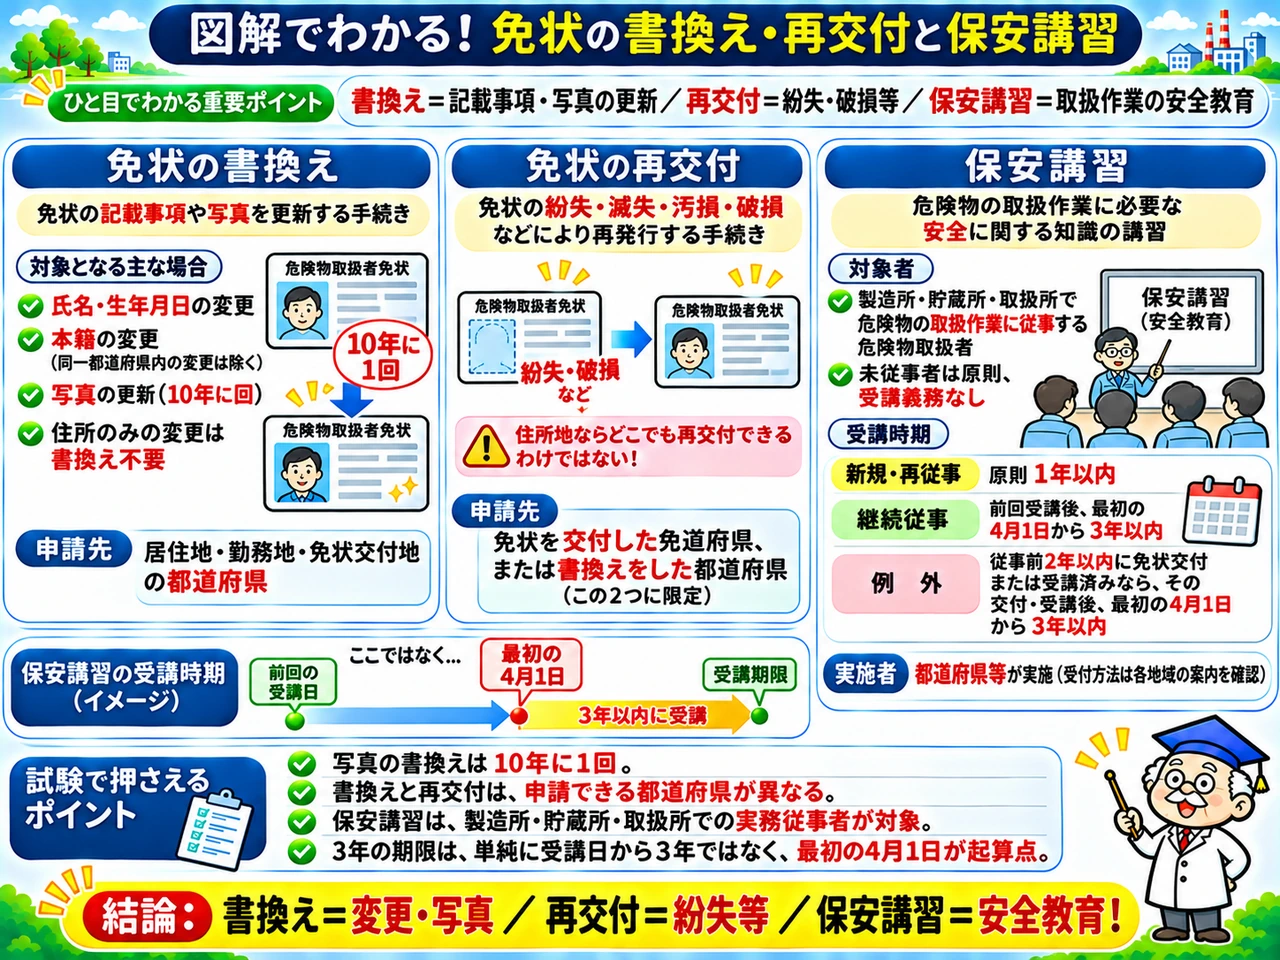 図解でわかる！ 免状の書換え・再交付と保安講習
ひと目でわかる重要ポイント
書換え＝記載事項・写真の更新／再交付＝紛失・破損等／保安講習＝取扱作業の安全教育
免状の書換え
免状の記載事項や写真を更新する手続き
対象となる主な場合
氏名・生年月日の変更
本籍の変更
(同一都道府県内の変更は除く)
写真の更新(10年に回)
住所のみの変更は
書換え不要
危険物取扱者免状
10年に
1回
危険物取扱者免状
申請先
居住地・勤務地・免状交付地
の都道府県
免状の再交付
免状の紛失・滅失・汚損・破損
などにより再発行する手続き
危険物取扱者免状
紛失・破損
など
危険物取扱者免状
住所地ならどこでも再交付できる
わけではない！
申請先
免状を交付した免道府県、
または書換えをした都道府県
(この2つに限定)
保安講習
危険物の取扱作業に必要な
安全に関する知識の講習
対象者
製造所・貯蔵所・取扱所で
危険物の取扱作業に従事する
危険物取扱者
未従事者は原則、
受講義務なし
保安講習
(安全教育)
受講時期
新規・再従事
原則 1年以内
継続従事
前回受講後、最初の
4月1日から 3年以内
例 外
従事前2年以内に免状交付
または受講済みなら、その
交付・受講後、最初の4月1日
から 3年以内
実施者
都道府県等が実施(受付方法は各地域の案内を確認)
保安講習の受講時期
(イメージ)
前回の
受講日
ここではなく...
最初の
4月1日
3年以内に受講
受講期限
試験で押さえる
ポイント
写真の書換えは 10年に1回。
書換えと再交付は、申請できる都道府県が異なる。
保安講習は、製造所・貯蔵所・取扱所での実務従事者が対象。
3年の期限は、単純に受講日から3年ではなく、最初の4月1日が起算点。
結論：
書換え＝変更・写真／再交付＝紛失等／保安講習＝安全教育！